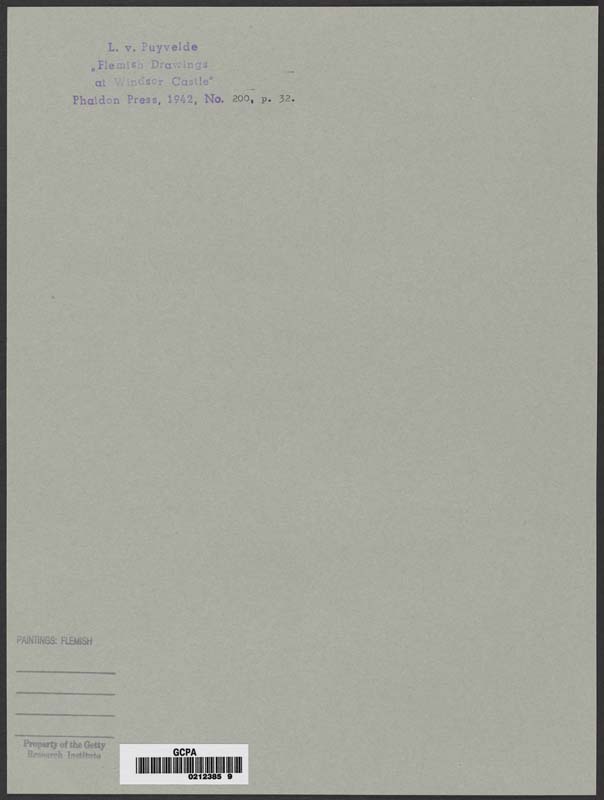 L. v. Puyvelde
„Flemish Drawings
at Windsor Castle"
Phaidon Press, 1942, No. 200, p. 32.
PAINTINGS: FLEMISH
Property of the Getty
Research Institute
GCPA
0212385 9